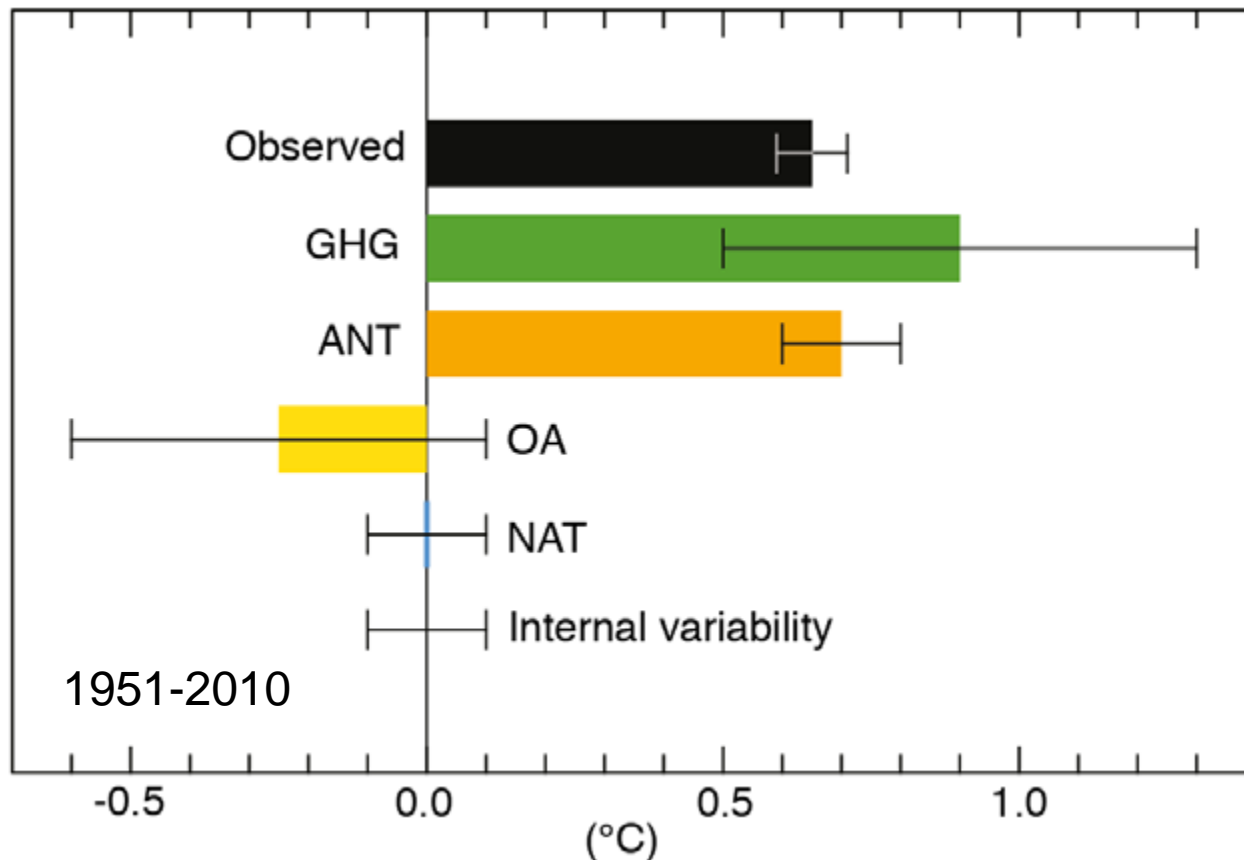 Observed
GHG
ANT
OA
NAT
Internal variability
1951-2010
-0.5 0.0 0.5 1.0
(°C)